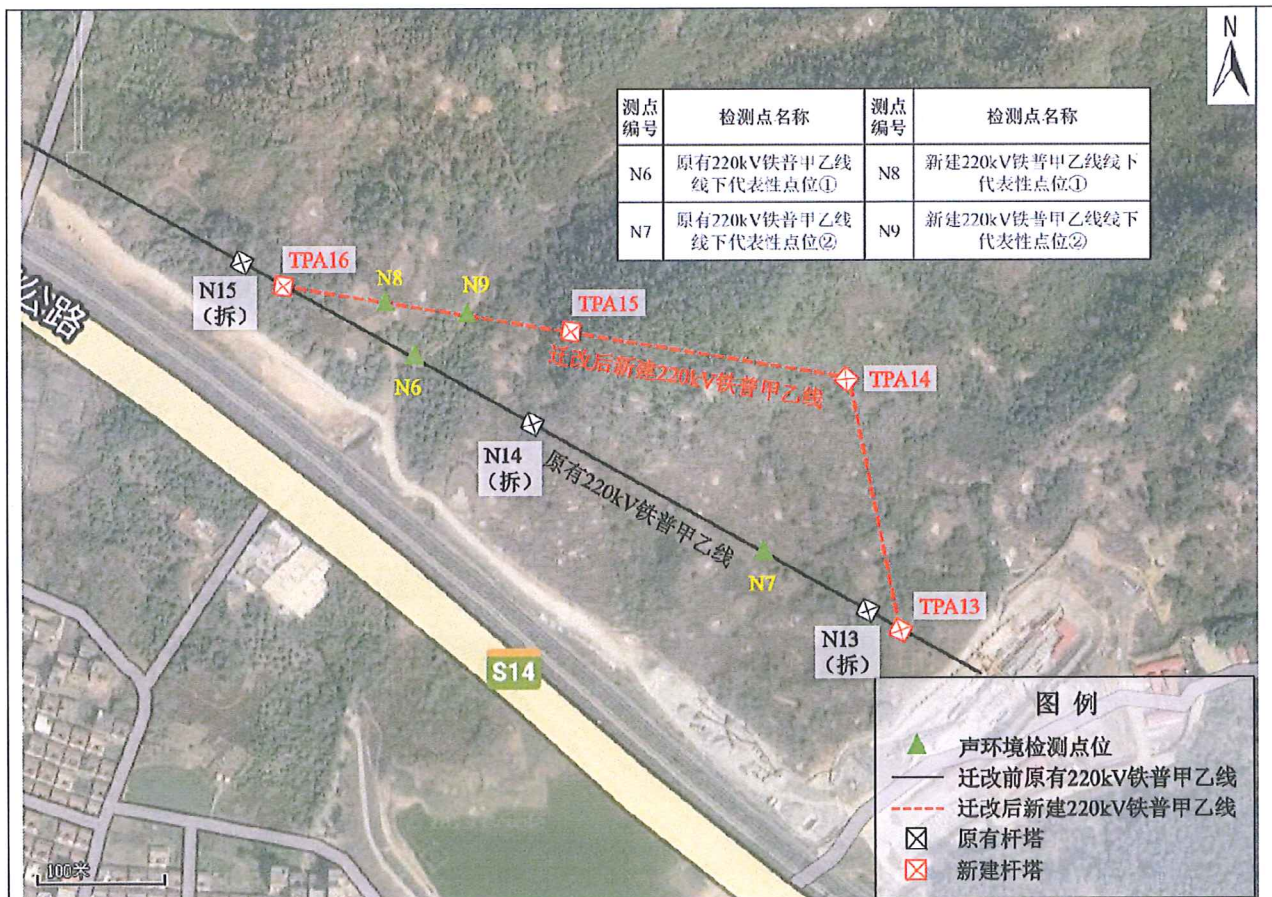 N
测点编号 检测点名称 测点编号 检测点名称
N6 原有220kV铁普甲乙线线下代表性点位① N8 新建220kV铁普甲乙线线下代表性点位①
N7 原有220kV铁普甲乙线线下代表性点位② N9 新建220kV铁普甲乙线线下代表性点位②
TPA16
N15
（拆）
N8
N9
TPA15
公路
N6
迁改后新建220kV铁普甲乙线
TPA14
N14
（拆）
原有220kV铁普甲乙线
N7
TPA13
N13
（拆）
S14
图 例
声环境检测点位
迁改前原有220kV铁普甲乙线
迁改后新建220kV铁普甲乙线
原有杆塔
新建杆塔
100米